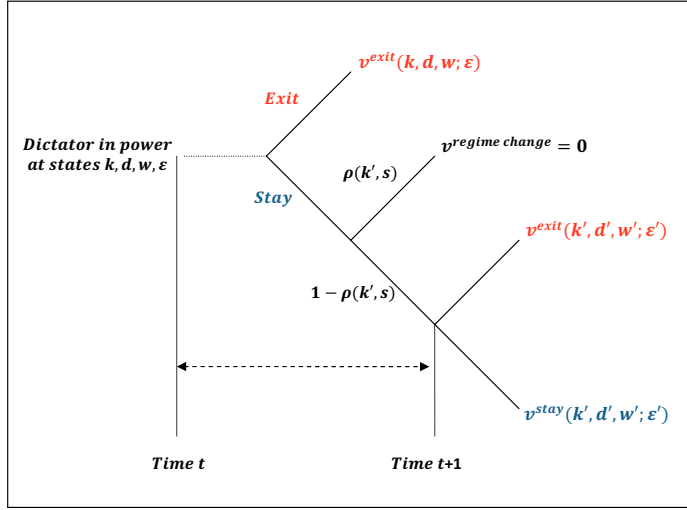 v^{exit}(k, d, w; ε)
Exit
Dictator in power
at states k, d, w, ε
v^{regime change} = 0
ρ(k′, s)
Stay
v^{exit}(k′, d′, w′; ε′)
1 − ρ(k′, s)
v^{stay}(k′, d′, w′; ε′)
Time t
Time t+1